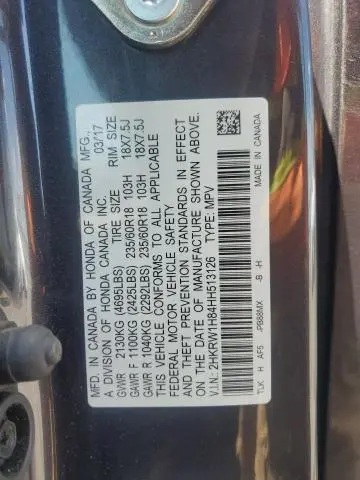 MFD. IN CANADA BY HONDA OF CANADA MFG.,
A DIVISION OF HONDA CANADA INC. 03/17
GVWR 2130KG (4695LBS) TIRE SIZE RIM SIZE
GAWR F 1100KG (2425LBS) 235/60R18 103H 18X7.5J
GAWR R 1040KG (2292LBS) 235/60R18 103H 18X7.5J
THIS VEHICLE CONFORMS TO ALL APPLICABLE
FEDERAL MOTOR VEHICLE SAFETY
AND THEFT PREVENTION STANDARDS IN EFFECT
ON THE DATE OF MANUFACTURE SHOWN ABOVE.
V.I.N: 2HKRW1H84HH513126 TYPE: MPV
TLK H AF5 -PB88MX -B -H MADE IN CANADA